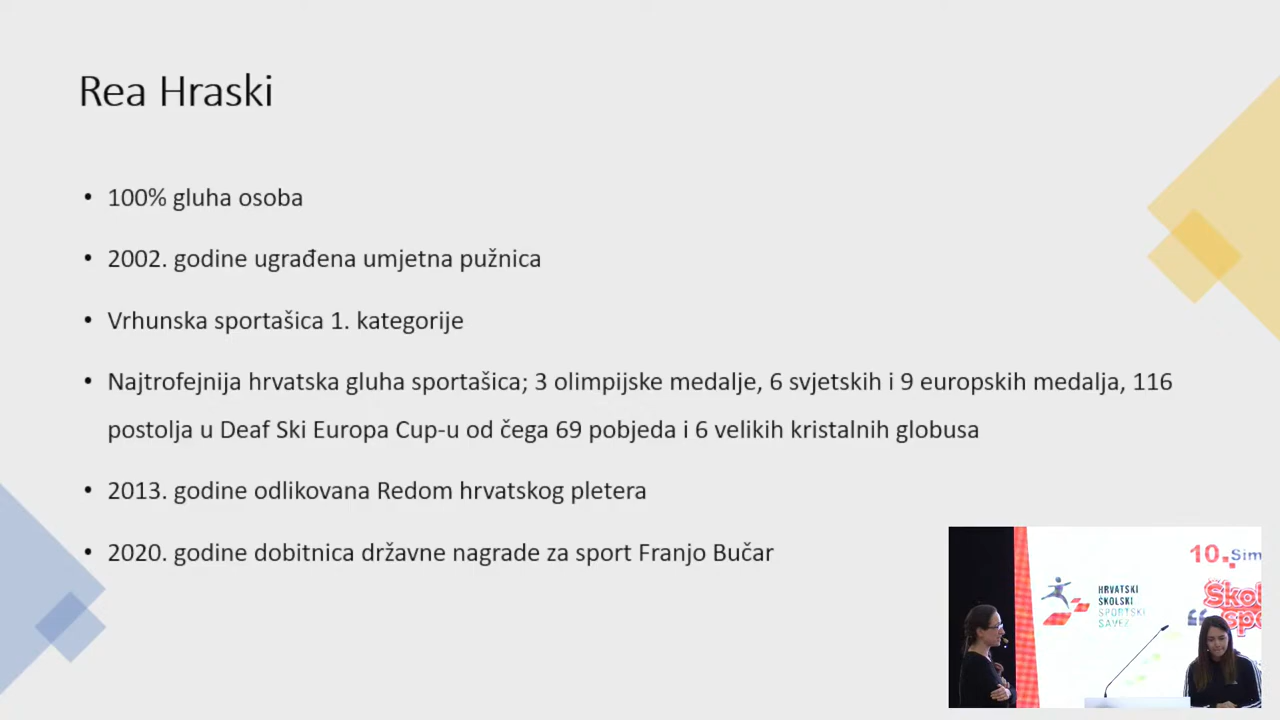 Rea Hraski
• 100% gluha osoba
• 2002. godine ugrađena umjetna pužnica
• Vrhunska sportašica 1. kategorije
• Najtrofejnija hrvatska gluha sportašica; 3 olimpijske medalje, 6 svjetskih i 9 europskih medalja, 116
postolja u Deaf Ski Europa Cup-u od čega 69 pobjeda i 6 velikih kristalnih globusa
• 2013. godine odlikovana Redom hrvatskog pletera
• 2020. godine dobitnica državne nagrade za sport Franjo Bučar
10. Sim
HRVATSKI
ŠKOLSKI
SPORTSKI
SAVEZ
Škol
spo